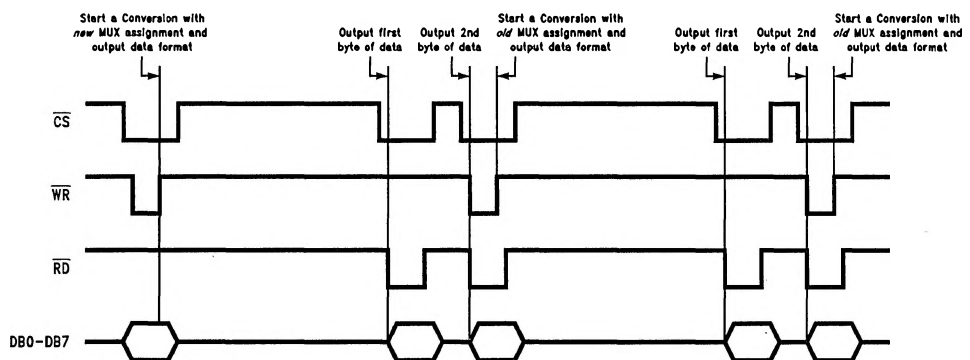 Start a Conversion with
new MUX assignment and
output data format
Output first
byte of data
Output 2nd
byte of data
Start a Conversion with
old MUX assignment and
output data format
Output first
byte of data
Output 2nd
byte of data
Start a Conversion with
old MUX assignment and
output data format
CS
WR
RD
DB0-DB7